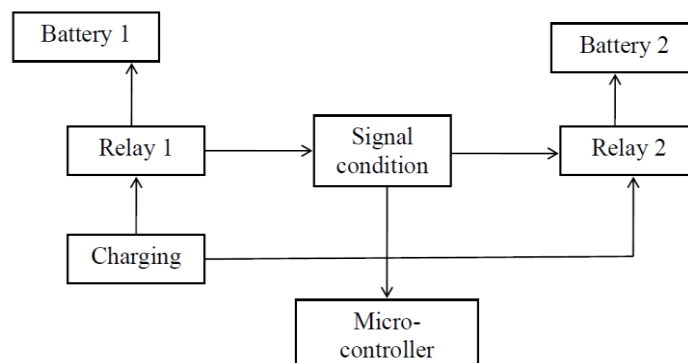 Battery 1
Battery 2
Relay 1
Signal
condition
Relay 2
Charging
Micro-
controller